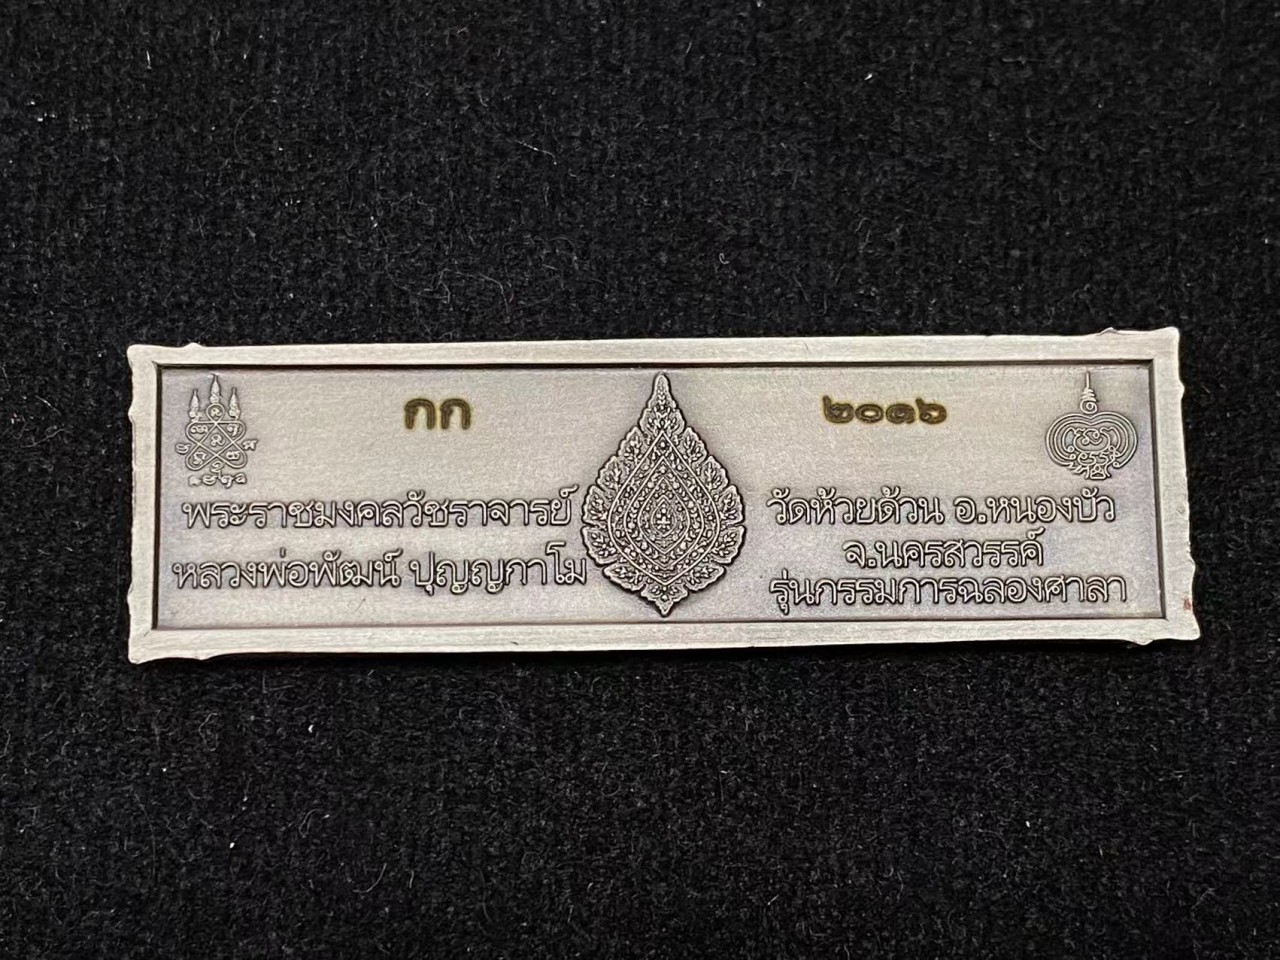 กก
พระราชมงคลวัชราจารย์
หลวงพ่อพัฒน์ ปุญญกาโม
๒๐๑๖
วัดห้วยด้วน อ.หนองบัว
จ.นครสวรรค์
รุ่นกรรมการฉลองศาลา